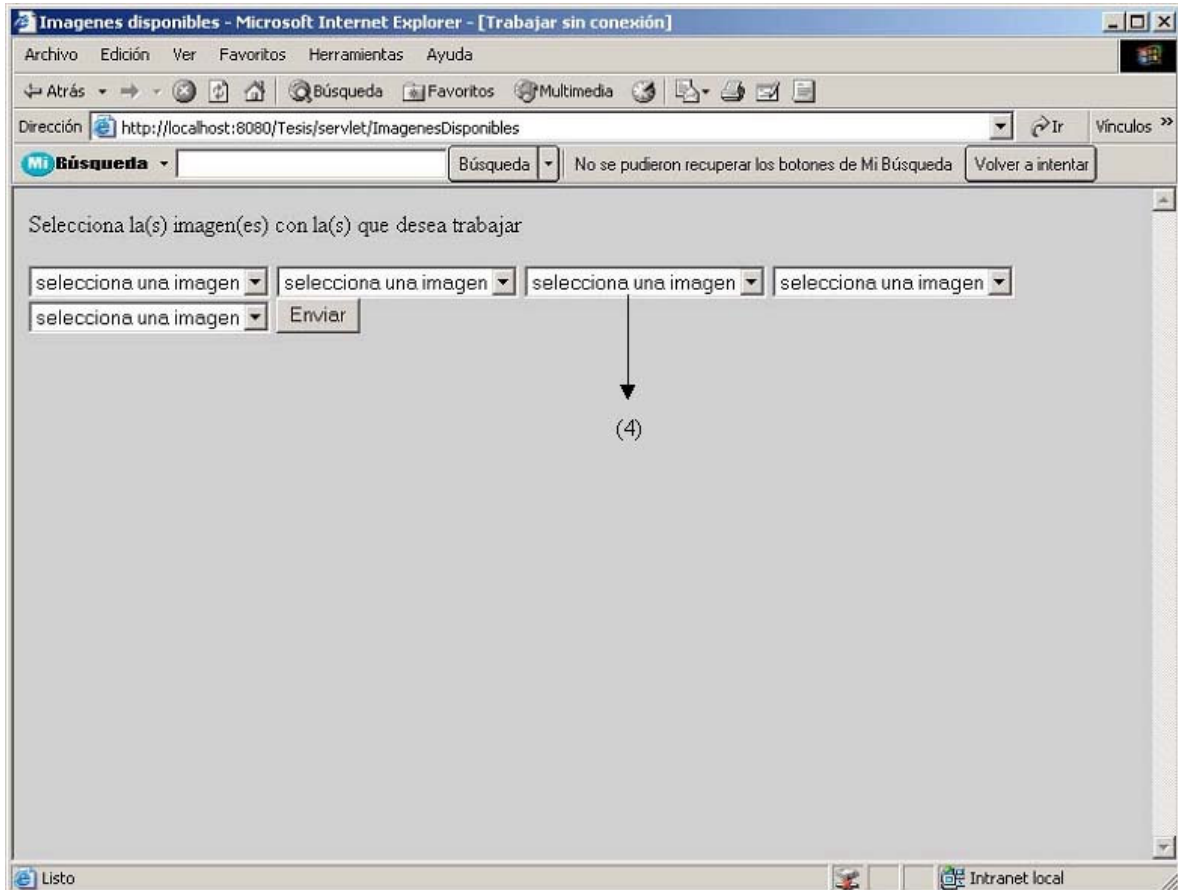 Imagenes disponibles - Microsoft Internet Explorer - [Trabajar sin conexión]
Archivo Edición Ver Favoritos Herramientas Ayuda
Atrás Búsqueda Favoritos Multimedia
Dirección http://localhost:8080/Tesis/servlet/ImagenesDisponibles Ir Vínculos »
Mi Búsqueda Búsqueda No se pudieron recuperar los botones de Mi Búsqueda Volver a intentar
Selecciona la(s) imagen(es) con la(s) que desea trabajar
selecciona una imagen selecciona una imagen selecciona una imagen selecciona una imagen
selecciona una imagen Enviar
(4)
Listo Intranet local